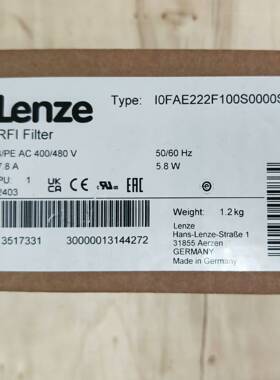 Lenze
Type: I0FAE222F100S0000S
RFI Filter
/PE AC 400/480 V
50/60 Hz
7.8 A
5.8 W
PU: 1
2403
UK CA CE EAC
Weight: 1.2 kg
Lenze
Hans-Lenze-Straße 1
31855 Aerzen
GERMANY
Made in Germany
3517331
30000013144272